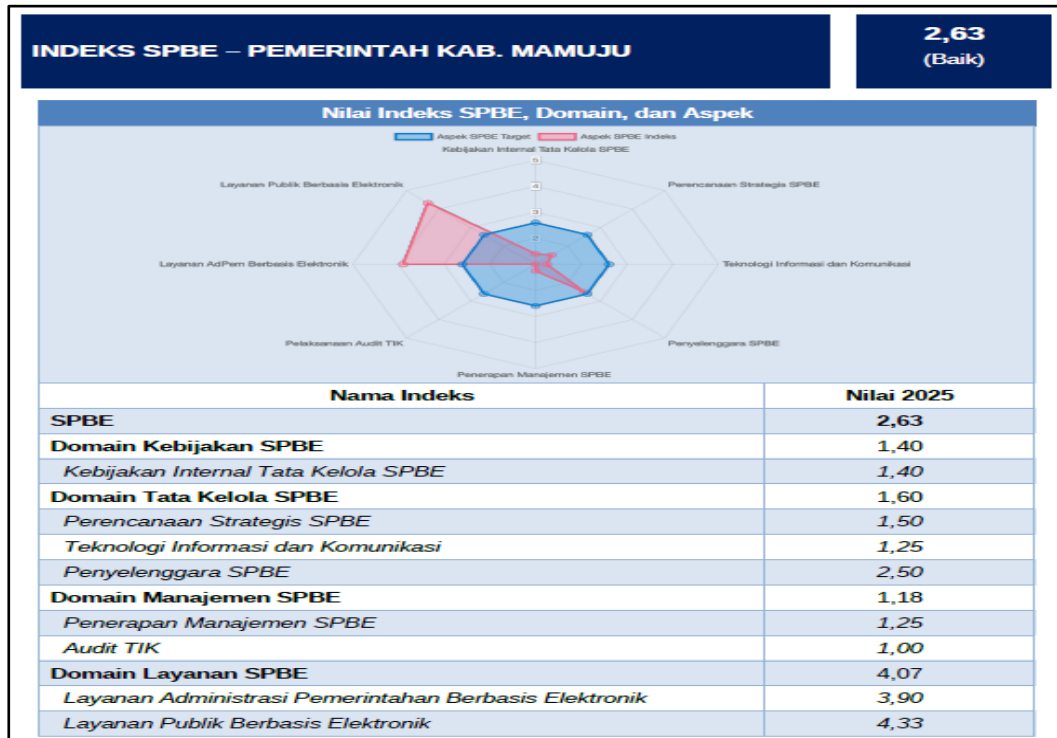 INDEKS SPBE – PEMERINTAH KAB. MAMUJU
2,63
(Baik)
Nilai Indeks SPBE, Domain, dan Aspek
Aspek SPBE Target Aspek SPBE Indeks
Kebijakan Internal Tata Kelola SPBE
5
Layanan Publik Berbasis Elektronik
4
Perencanaan Strategis SPBE
3
2
Layanan AdPem Berbasis Elektronik
Teknologi Informasi dan Komunikasi
Pelaksanaan Audit TIK
Penyelenggara SPBE
Penerapan Manajemen SPBE
Nama Indeks Nilai 2025
SPBE 2,63
Domain Kebijakan SPBE 1,40
Kebijakan Internal Tata Kelola SPBE 1,40
Domain Tata Kelola SPBE 1,60
Perencanaan Strategis SPBE 1,50
Teknologi Informasi dan Komunikasi 1,25
Penyelenggara SPBE 2,50
Domain Manajemen SPBE 1,18
Penerapan Manajemen SPBE 1,25
Audit TIK 1,00
Domain Layanan SPBE 4,07
Layanan Administrasi Pemerintahan Berbasis Elektronik 3,90
Layanan Publik Berbasis Elektronik 4,33